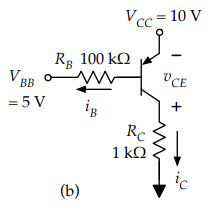 V_CC = 10 V
R_B 100 kΩ
–
V_BB
= 5 V
v_CE
i_B
+
R_C
1 kΩ
i_C
(b)